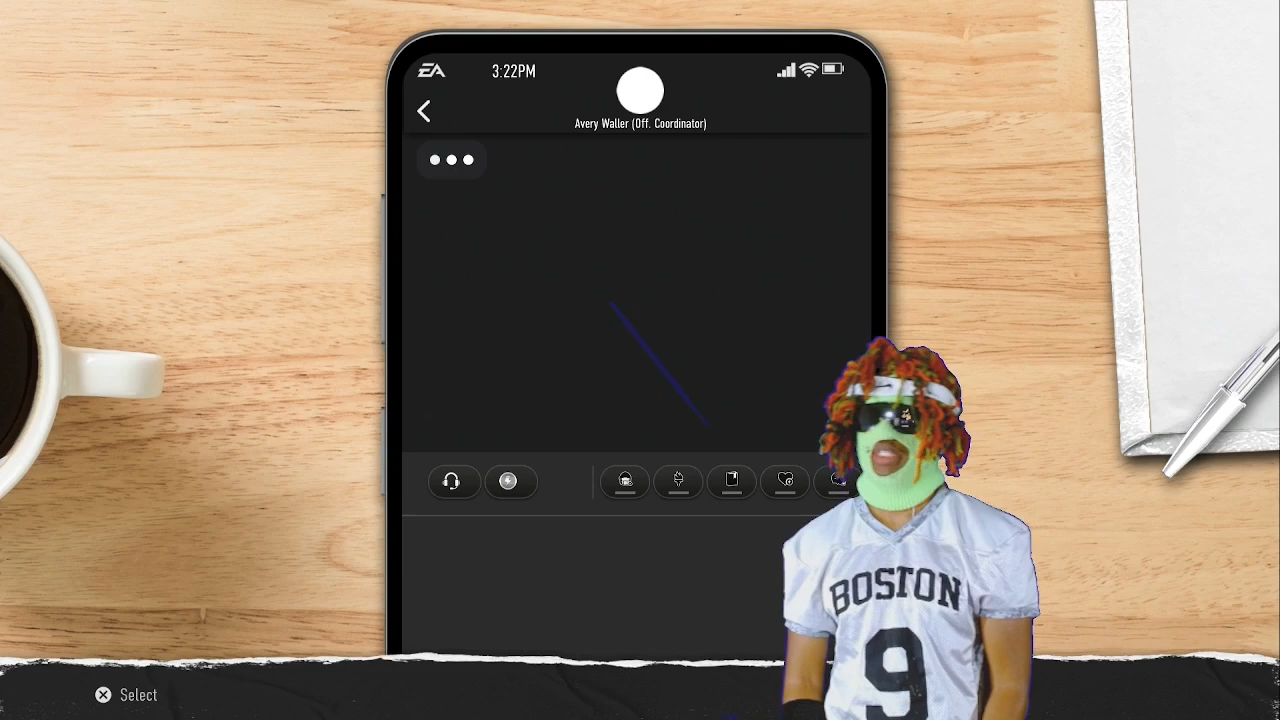 EA
3:22PM
Avery Waller (Off. Coordinator)
BOSTON
9
Select